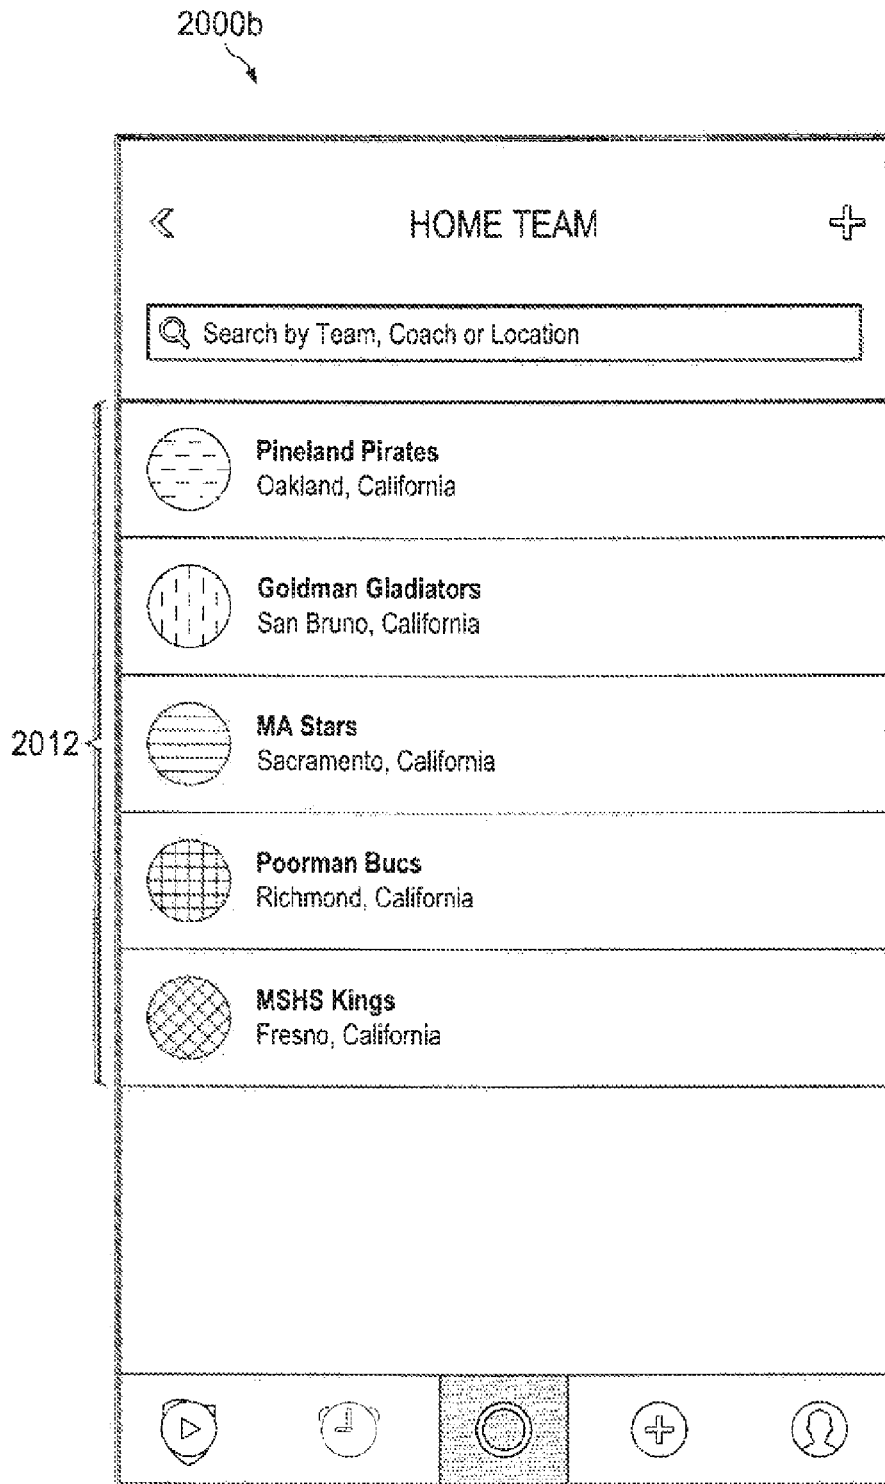 2000b
HOME TEAM
Search by Team, Coach or Location
Pineland Pirates
Oakland, California
Goldman Gladiators
San Bruno, California
2012
MA Stars
Sacramento, California
Poorman Bucs
Richmond, California
MSHS Kings
Fresno, California